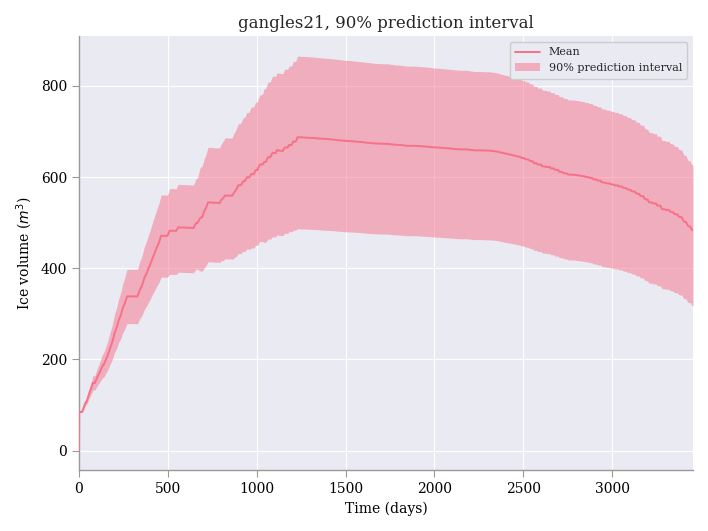 gangles21, 90% prediction interval
Mean
90% prediction interval
800
600
400
200
0
Ice volume (m³)
0 500 1000 1500 2000 2500 3000
Time (days)